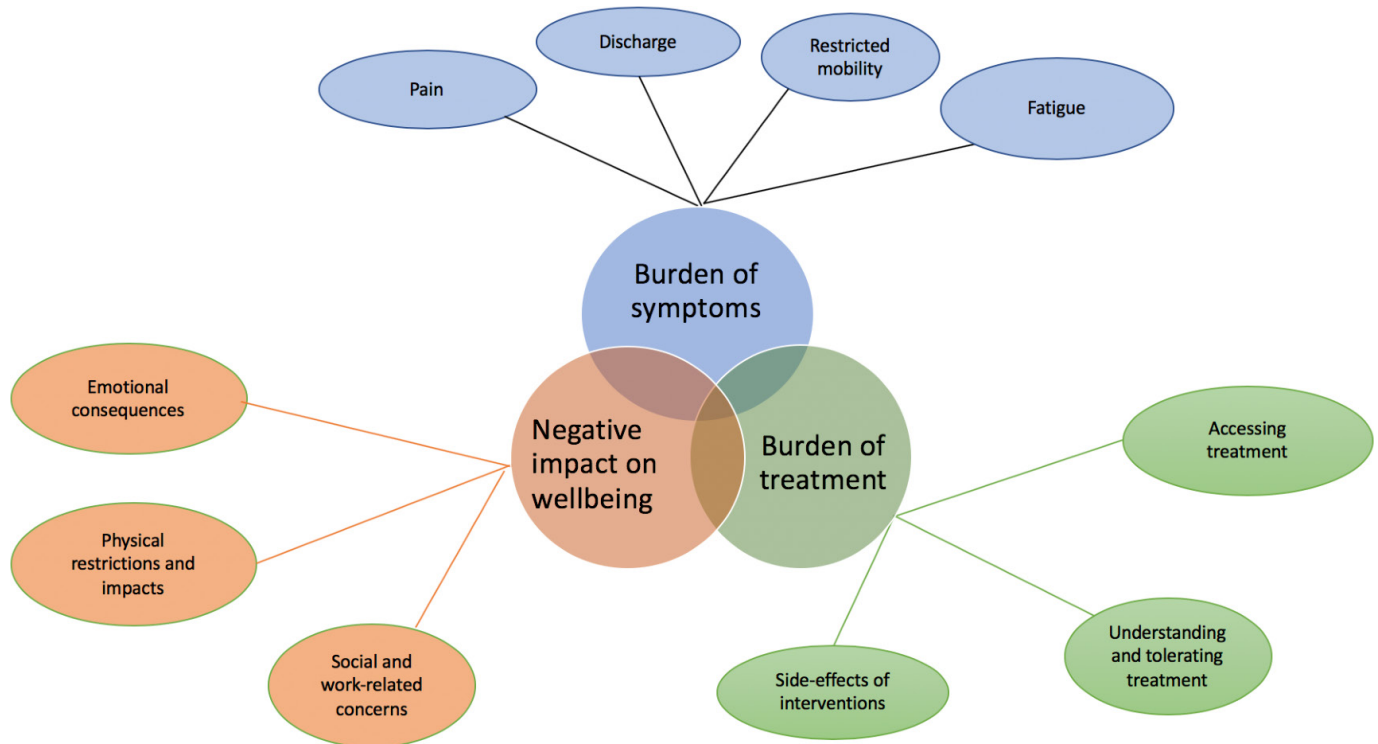 Pain
Discharge
Restricted
mobility
Fatigue
Burden of
symptoms
Negative
impact on
wellbeing
Burden of
treatment
Emotional
consequences
Physical
restrictions and
impacts
Social and
work-related
concerns
Accessing
treatment
Understanding
and tolerating
treatment
Side-effects of
interventions